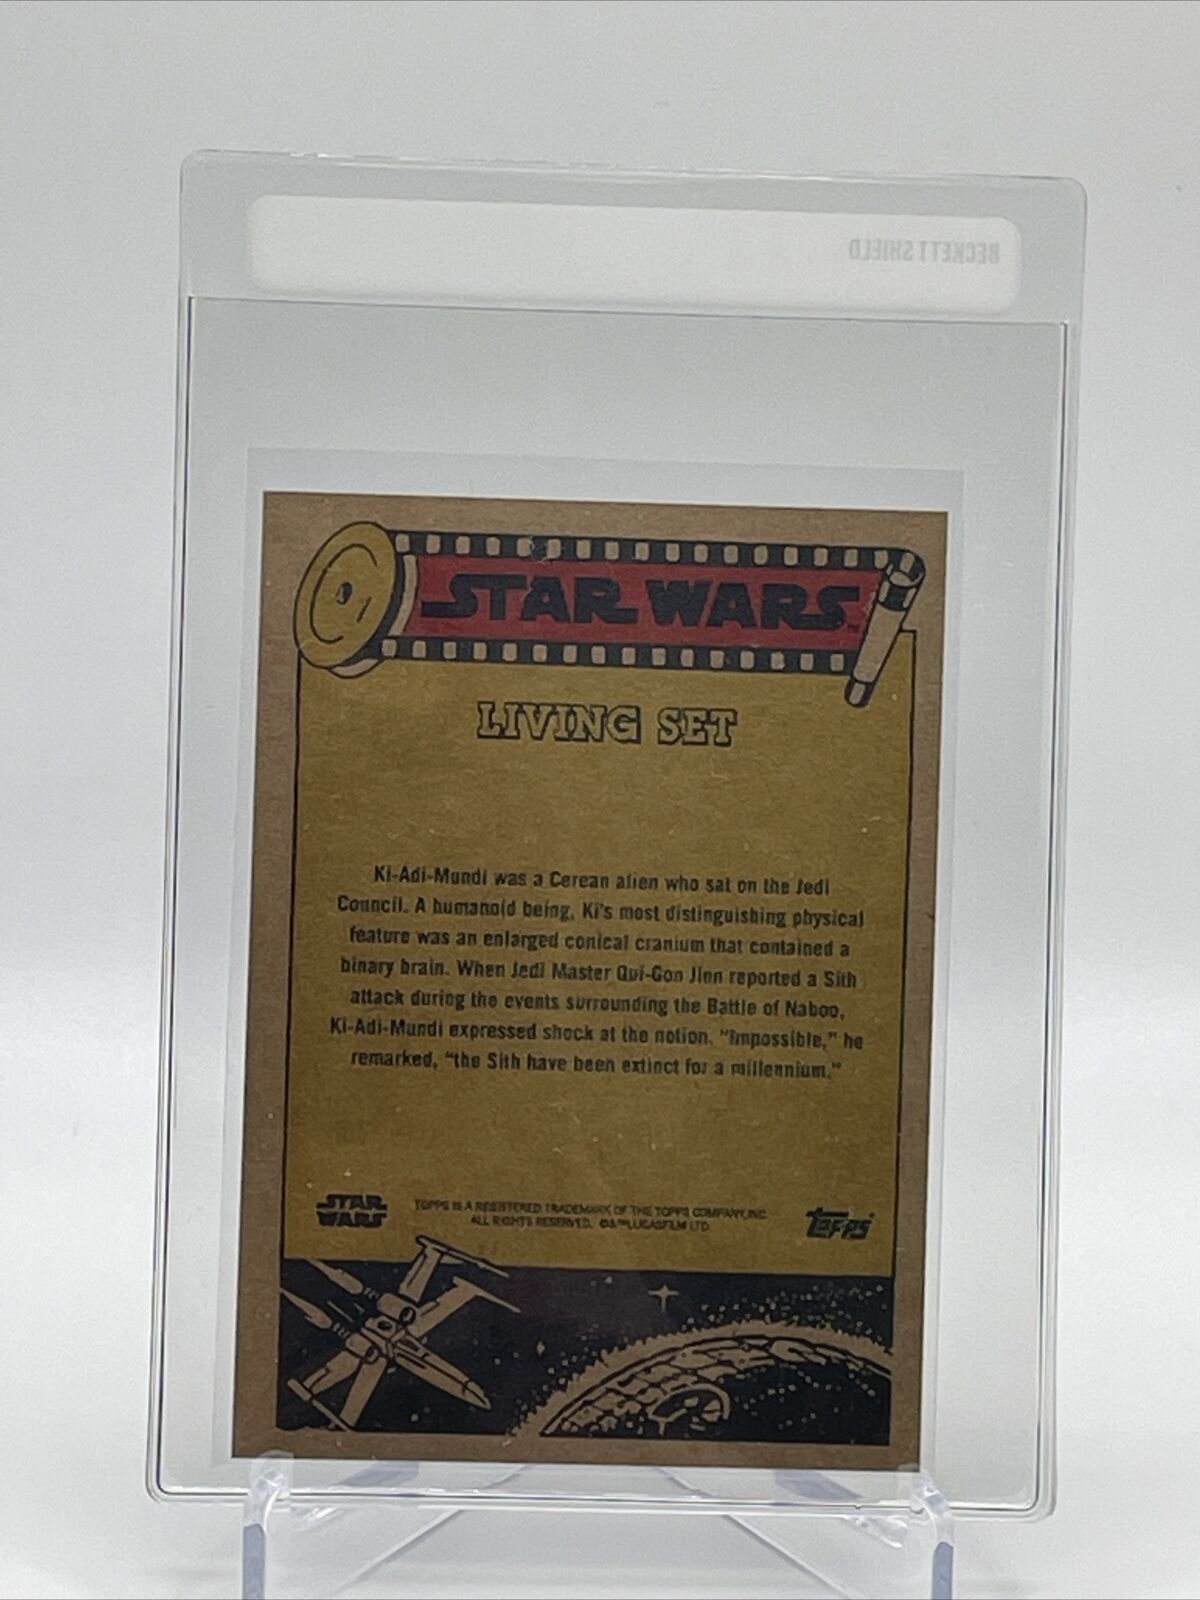 BECKETT SHIELD
STAR WARS™
LIVING SET
Ki-Adi-Mundi was a Cerean alien who sat on the Jedi
Council. A humanoid being, Ki's most distinguishing physical
feature was an enlarged conical cranium that contained a
binary brain. When Jedi Master Qui-Gon Jinn reported a Sith
attack during the events surrounding the Battle of Naboo,
Ki-Adi-Mundi expressed shock at the notion. "Impossible," he
remarked, "the Sith have been extinct for a millennium."
STAR
WARS
TOPPS IS A REGISTERED TRADEMARK OF THE TOPPS COMPANY, INC.
ALL RIGHTS RESERVED. ©&™ LUCASFILM LTD.
TOPPS®